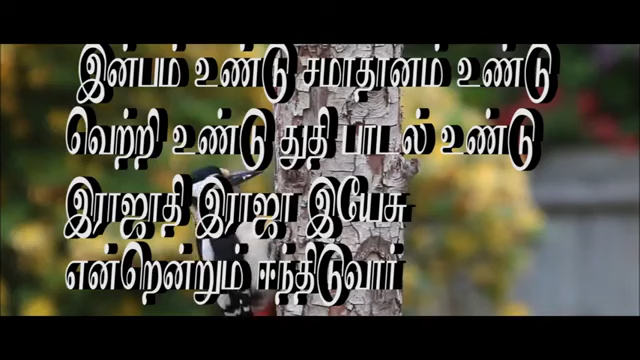 இன்பம் உண்டு சமாதானம் உண்டு
வெற்றி உண்டு துதி பாடல் உண்டு
இராஜாதி இராஜா இயேசு
என்றென்றும் ஈந்திடுவார்